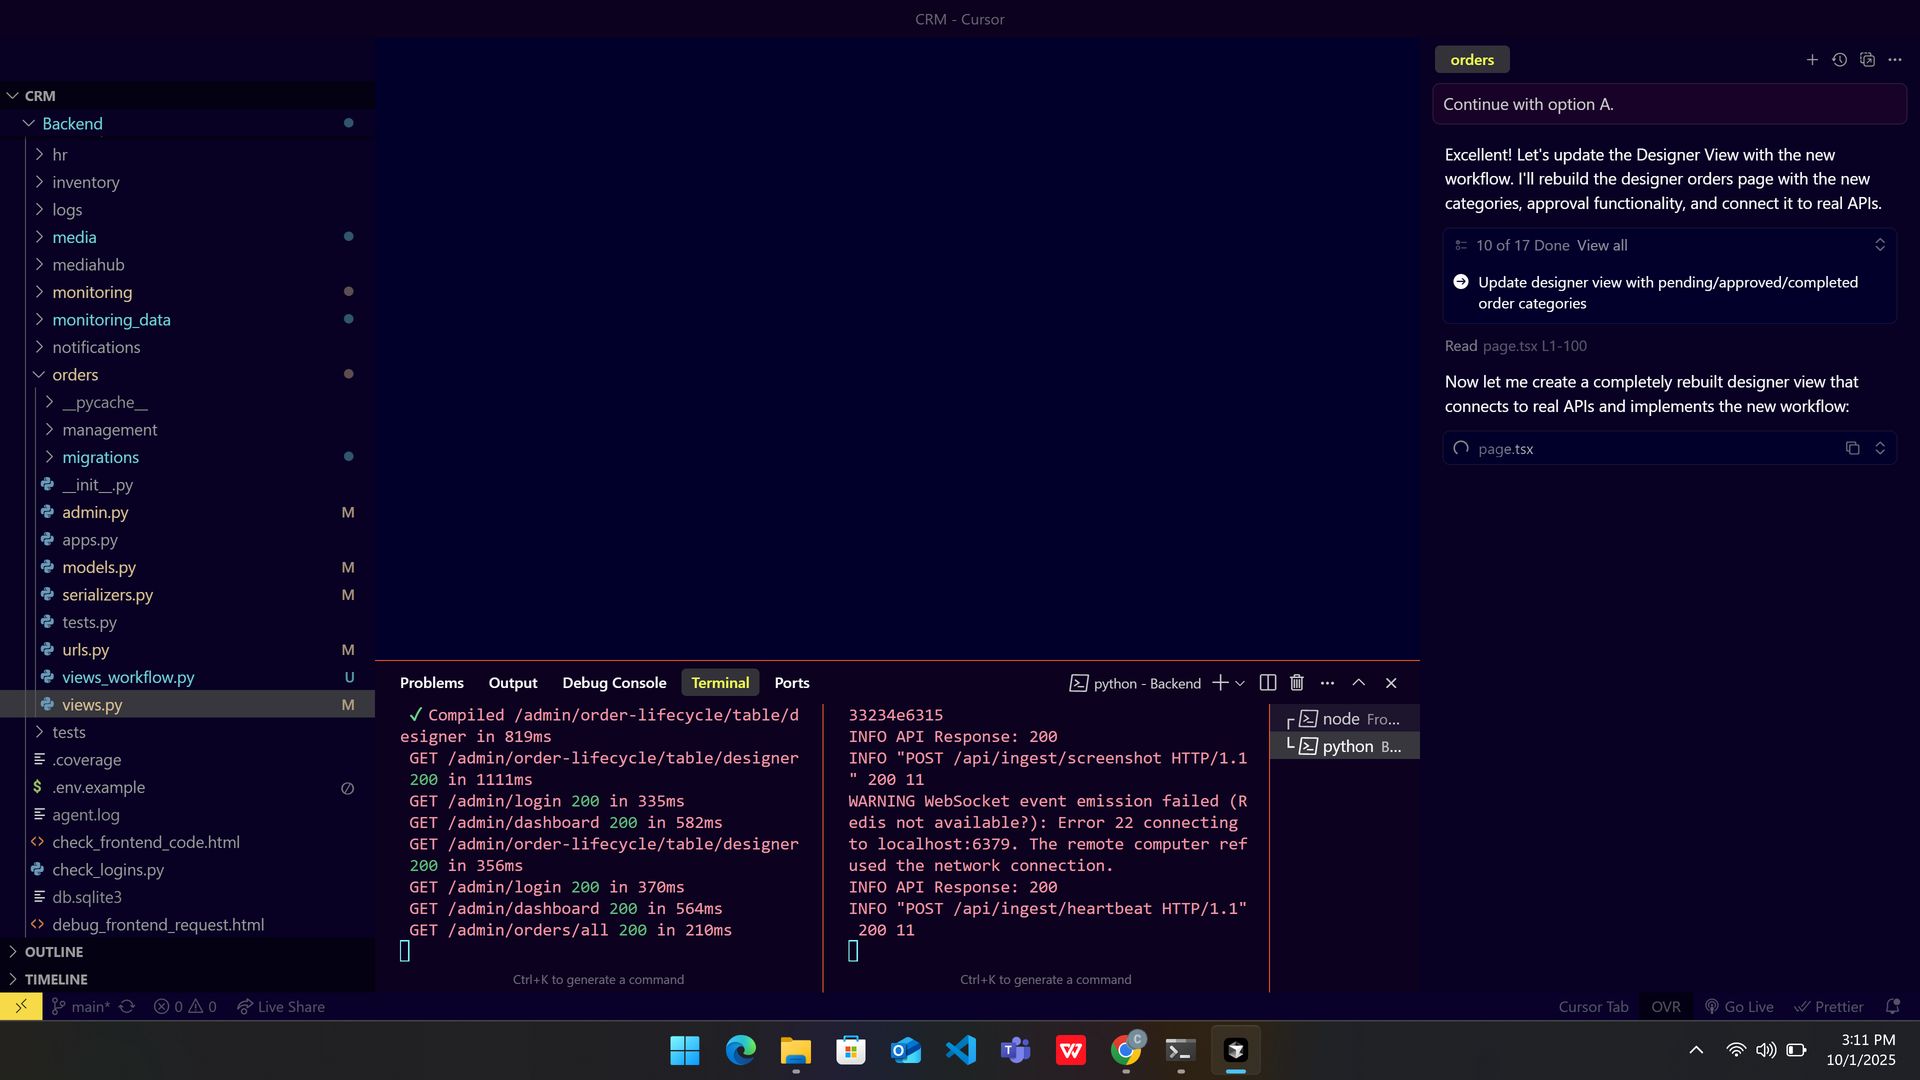 CRM - Cursor
CRM
Backend
hr
inventory
logs
media
mediahub
monitoring
monitoring_data
notifications
orders
__pycache__
management
migrations
__init__.py
admin.py M
apps.py
models.py M
serializers.py M
tests.py
urls.py M
views_workflow.py U
views.py M
tests
.coverage
$ .env.example
agent.log
check_frontend_code.html
check_logins.py
db.sqlite3
debug_frontend_request.html
OUTLINE
TIMELINE
Problems Output Debug Console Terminal Ports
python - Backend
✓ Compiled /admin/order-lifecycle/table/d
esigner in 819ms
GET /admin/order-lifecycle/table/designer
200 in 1111ms
GET /admin/login 200 in 335ms
GET /admin/dashboard 200 in 582ms
GET /admin/order-lifecycle/table/designer
200 in 356ms
GET /admin/login 200 in 370ms
GET /admin/dashboard 200 in 564ms
GET /admin/orders/all 200 in 210ms
Ctrl+K to generate a command
33234e6315
INFO API Response: 200
INFO "POST /api/ingest/screenshot HTTP/1.1
" 200 11
WARNING WebSocket event emission failed (R
edis not available?): Error 22 connecting
to localhost:6379. The remote computer ref
used the network connection.
INFO API Response: 200
INFO "POST /api/ingest/heartbeat HTTP/1.1"
200 11
Ctrl+K to generate a command
node Fro...
python B...
orders
Continue with option A.
Excellent! Let's update the Designer View with the new
workflow. I'll rebuild the designer orders page with the new
categories, approval functionality, and connect it to real APIs.
10 of 17 Done View all
Update designer view with pending/approved/completed
order categories
Read page.tsx L1-100
Now let me create a completely rebuilt designer view that
connects to real APIs and implements the new workflow:
page.tsx
main* 0 0 Live Share
Cursor Tab OVR Go Live Prettier
C
3:11 PM
10/1/2025